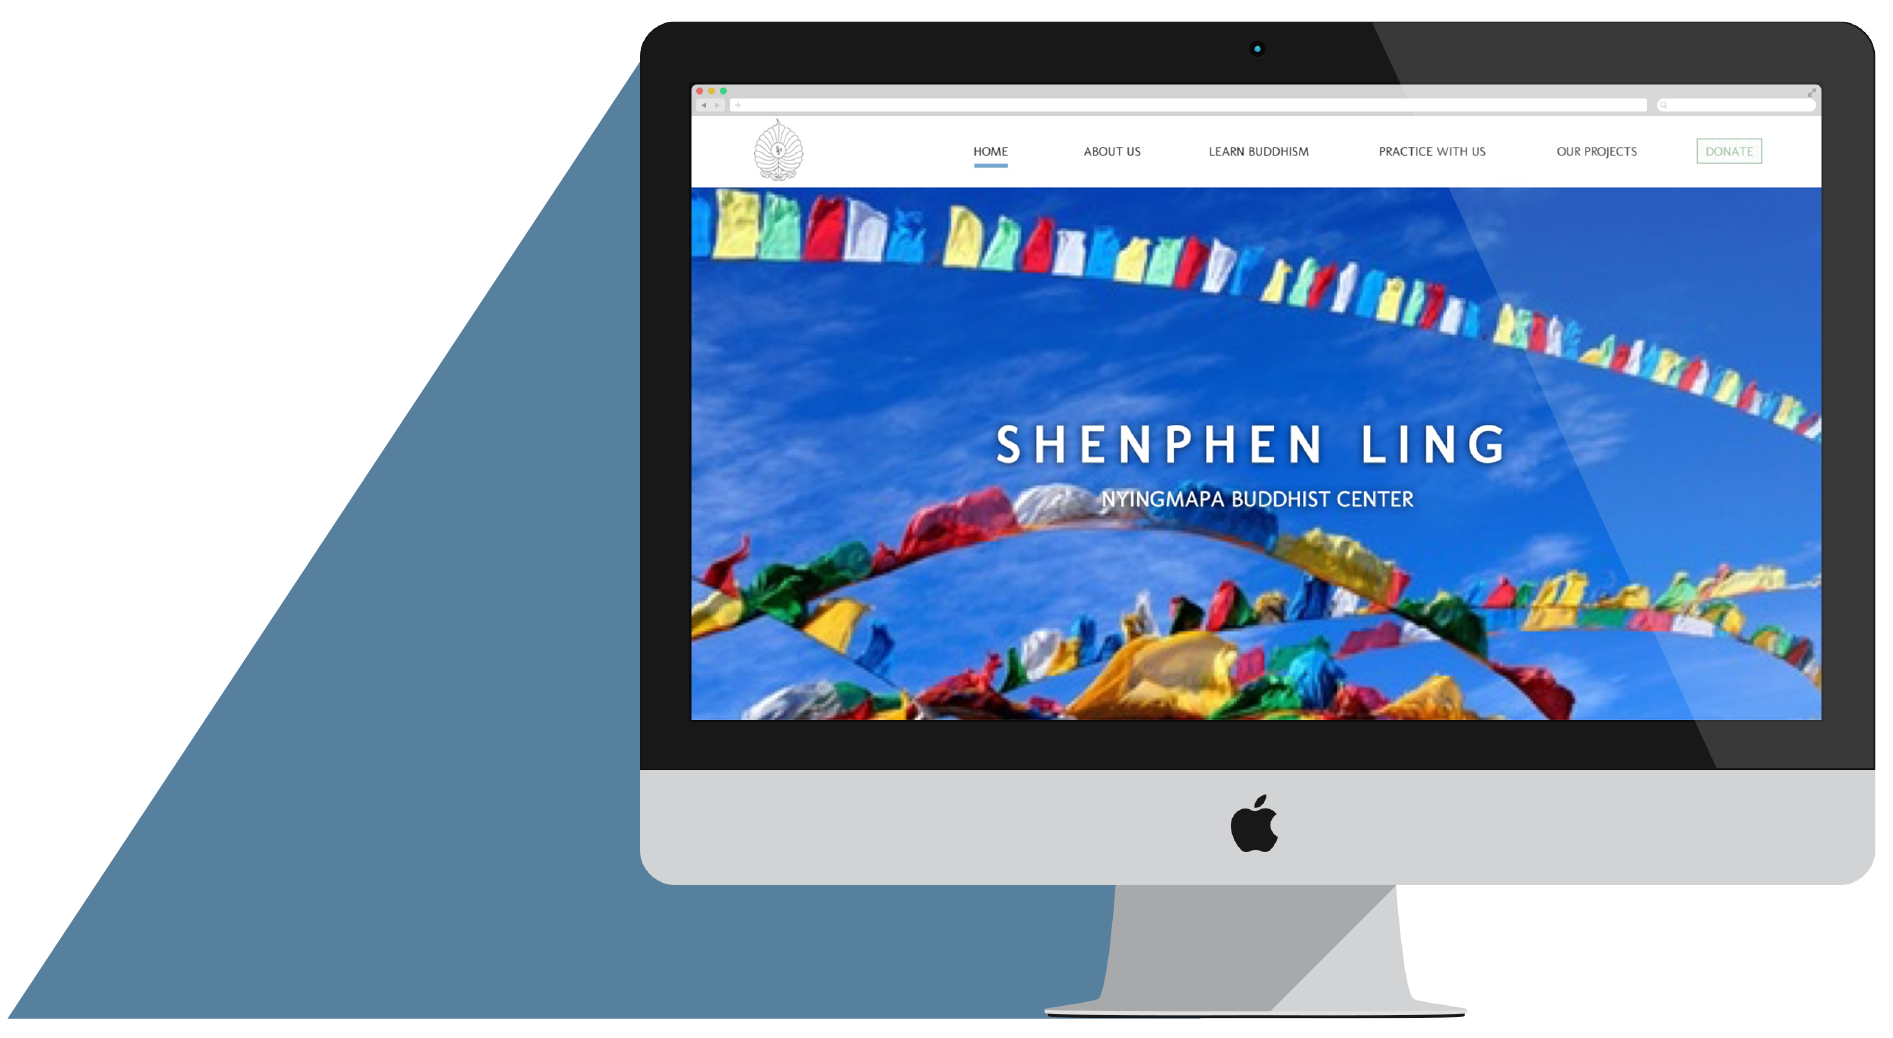 HOME ABOUT US LEARN BUDDHISM PRACTICE WITH US OUR PROJECTS DONATE
SHENPHEN LING
NYINGMAPA BUDDHIST CENTER